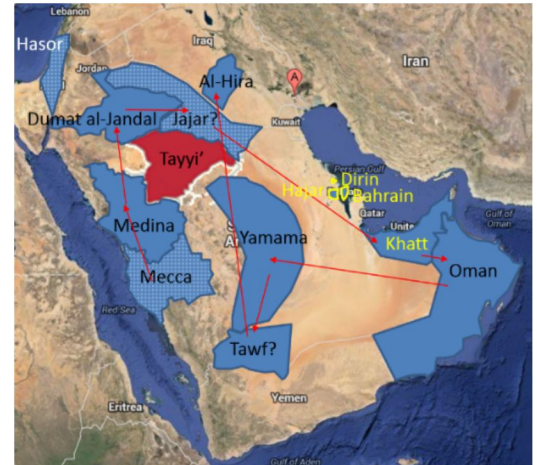 Lebanon
Hasor
Iraq
Iran
Jordan
Al-Hira
A
Dumat al-Jandal
Jajar?
Kuwait
Tayyi'
Persian Gulf
Dirin
Hajar
Bahrain
Qatar
Gulf of
Oman
Medina
Yamama
Unite
Khatt
Oman
Mecca
Red Sea
Tawf?
Yemen
Eritrea
Gulf of Aden